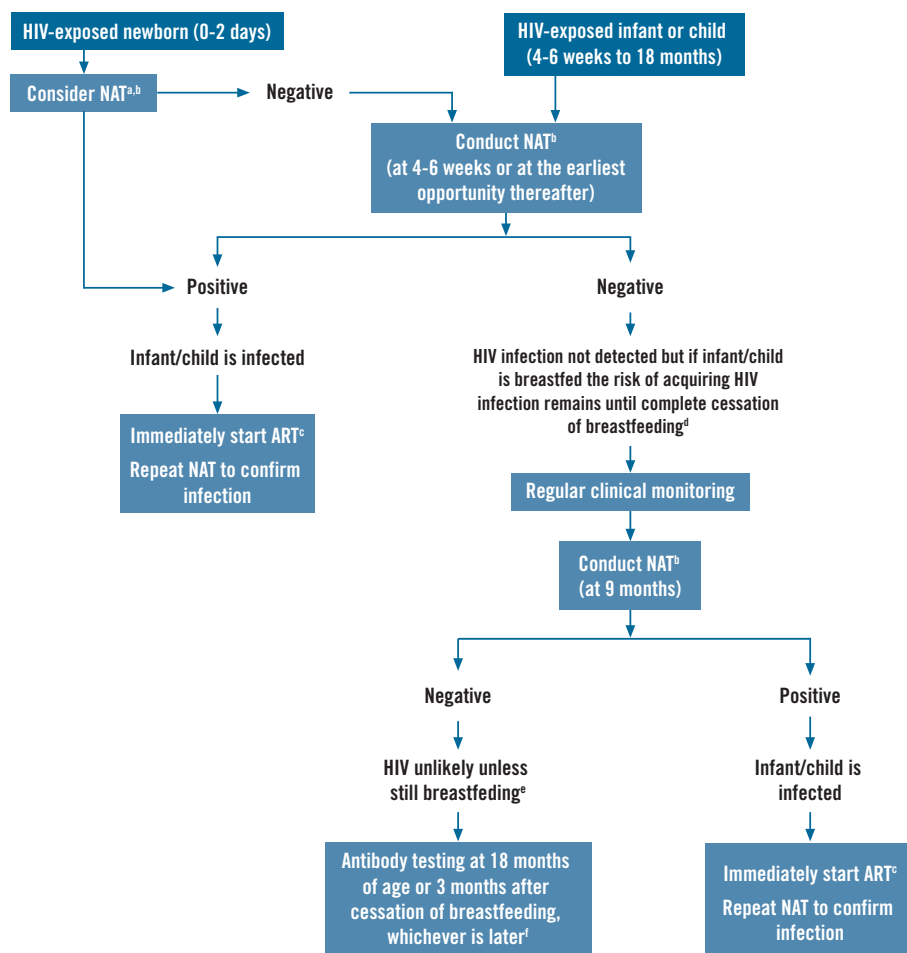 HIV-exposed newborn (0-2 days)
HIV-exposed infant or child
(4-6 weeks to 18 months)
Consider NATa,b
Negative
Conduct NATb
(at 4-6 weeks or at the earliest
opportunity thereafter)
Positive
Negative
Infant/child is infected
HIV infection not detected but if infant/child
is breastfed the risk of acquiring HIV
infection remains until complete cessation
of breastfeedingd
Immediately start ARTc
Repeat NAT to confirm
infection
Regular clinical monitoring
Conduct NATb
(at 9 months)
Negative
Positive
HIV unlikely unless
still breastfedinge
Infant/child is
infected
Antibody testing at 18 months
of age or 3 months after
cessation of breastfeeding,
whichever is laterf
Immediately start ARTc
Repeat NAT to confirm
infection